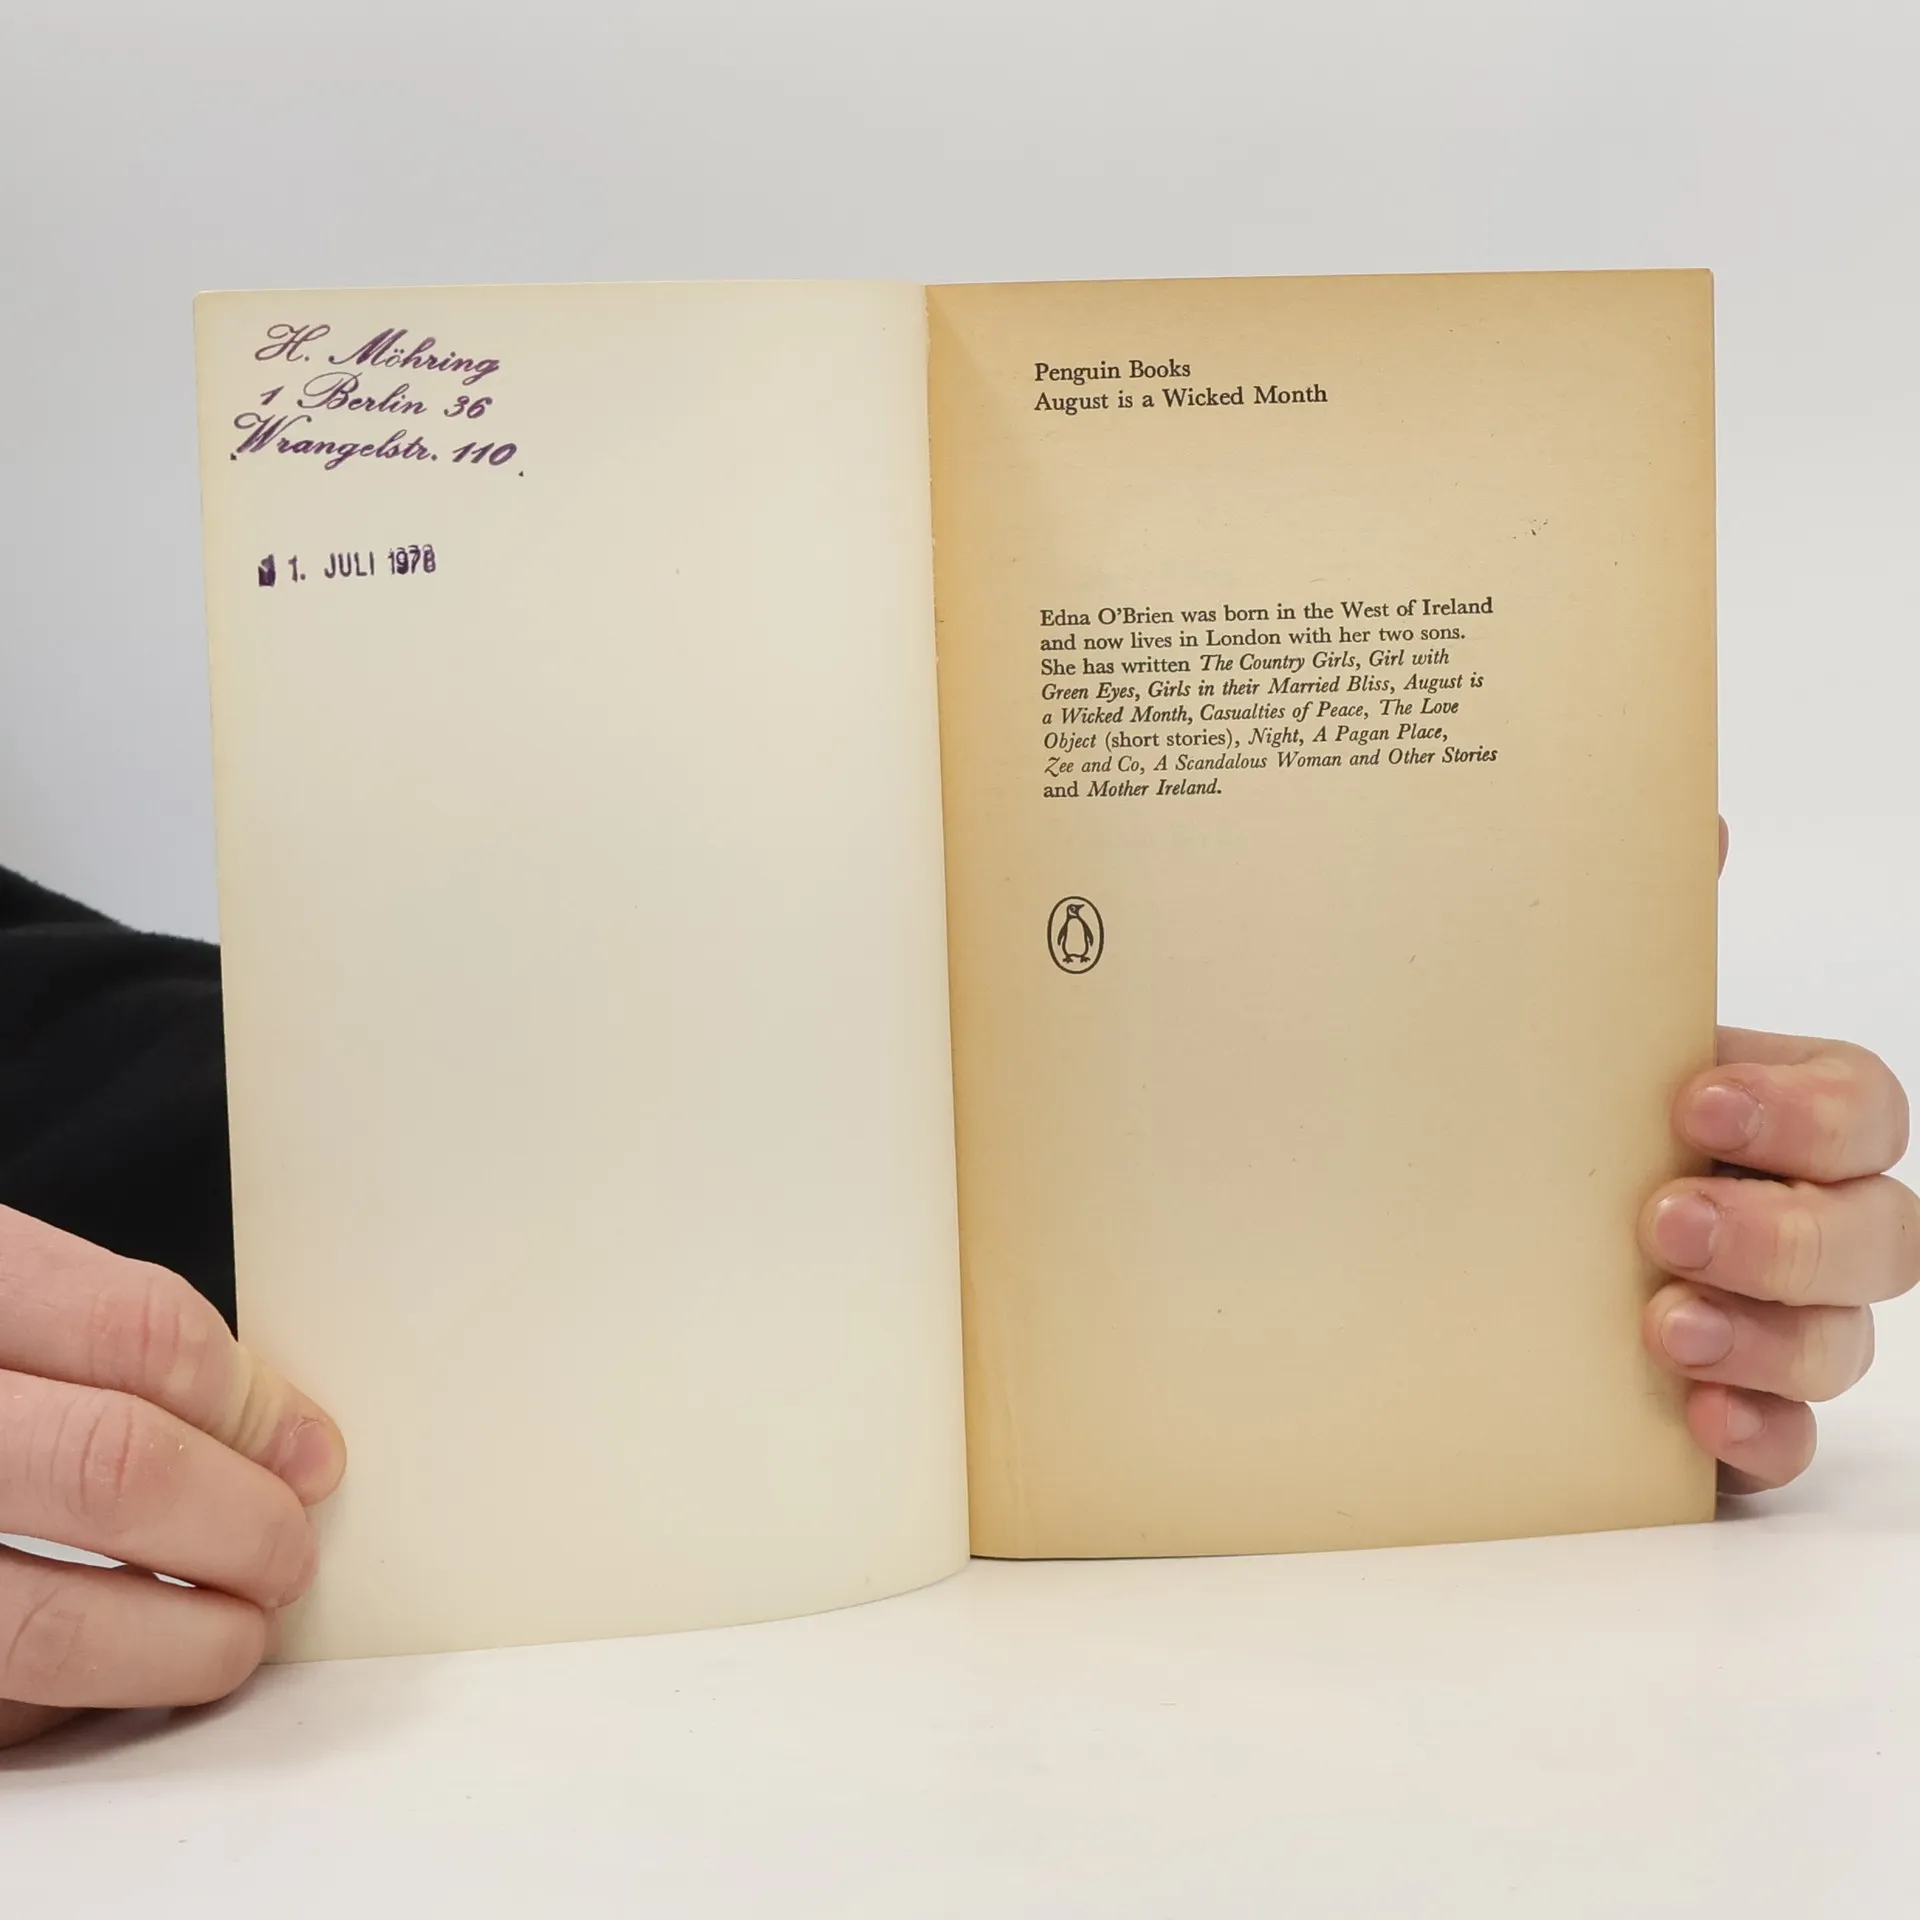 H. Möhring
1 Berlin 36
Wrangelstr. 110
1. JULI 1978
Penguin Books
August is a Wicked Month
Edna O'Brien was born in the West of Ireland
and now lives in London with her two sons.
She has written The Country Girls, Girl with
Green Eyes, Girls in their Married Bliss, August is
a Wicked Month, Casualties of Peace, The Love
Object (short stories), Night, A Pagan Place,
Zee and Co, A Scandalous Woman and Other Stories
and Mother Ireland.